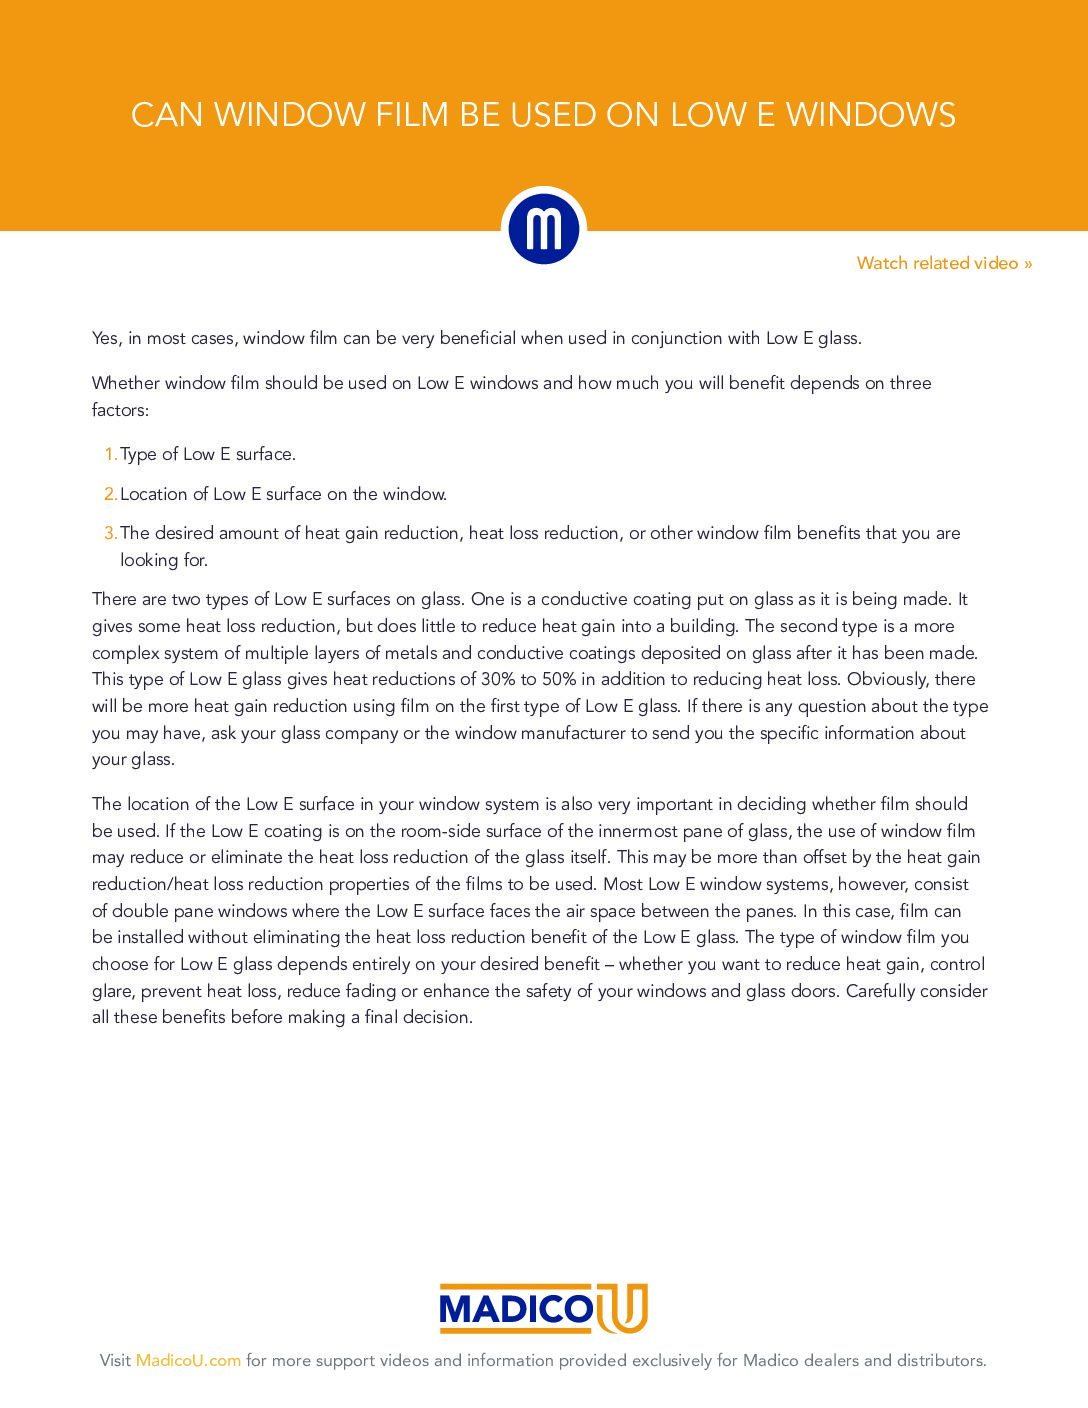 CAN WINDOW FILM BE USED ON LOW E WINDOWS
m
Watch related video »
Yes, in most cases, window film can be very beneficial when used in conjunction with Low E glass.
Whether window film should be used on Low E windows and how much you will benefit depends on three
factors:
1. Type of Low E surface.
2. Location of Low E surface on the window.
3. The desired amount of heat gain reduction, heat loss reduction, or other window film benefits that you are
looking for.
There are two types of Low E surfaces on glass. One is a conductive coating put on glass as it is being made. It
gives some heat loss reduction, but does little to reduce heat gain into a building. The second type is a more
complex system of multiple layers of metals and conductive coatings deposited on glass after it has been made.
This type of Low E glass gives heat reductions of 30% to 50% in addition to reducing heat loss. Obviously, there
will be more heat gain reduction using film on the first type of Low E glass. If there is any question about the type
you may have, ask your glass company or the window manufacturer to send you the specific information about
your glass.
The location of the Low E surface in your window system is also very important in deciding whether film should
be used. If the Low E coating is on the room-side surface of the innermost pane of glass, the use of window film
may reduce or eliminate the heat loss reduction of the glass itself. This may be more than offset by the heat gain
reduction/heat loss reduction properties of the films to be used. Most Low E window systems, however, consist
of double pane windows where the Low E surface faces the air space between the panes. In this case, film can
be installed without eliminating the heat loss reduction benefit of the Low E glass. The type of window film you
choose for Low E glass depends entirely on your desired benefit – whether you want to reduce heat gain, control
glare, prevent heat loss, reduce fading or enhance the safety of your windows and glass doors. Carefully consider
all these benefits before making a final decision.
MADICO U
Visit MadicoU.com for more support videos and information provided exclusively for Madico dealers and distributors.